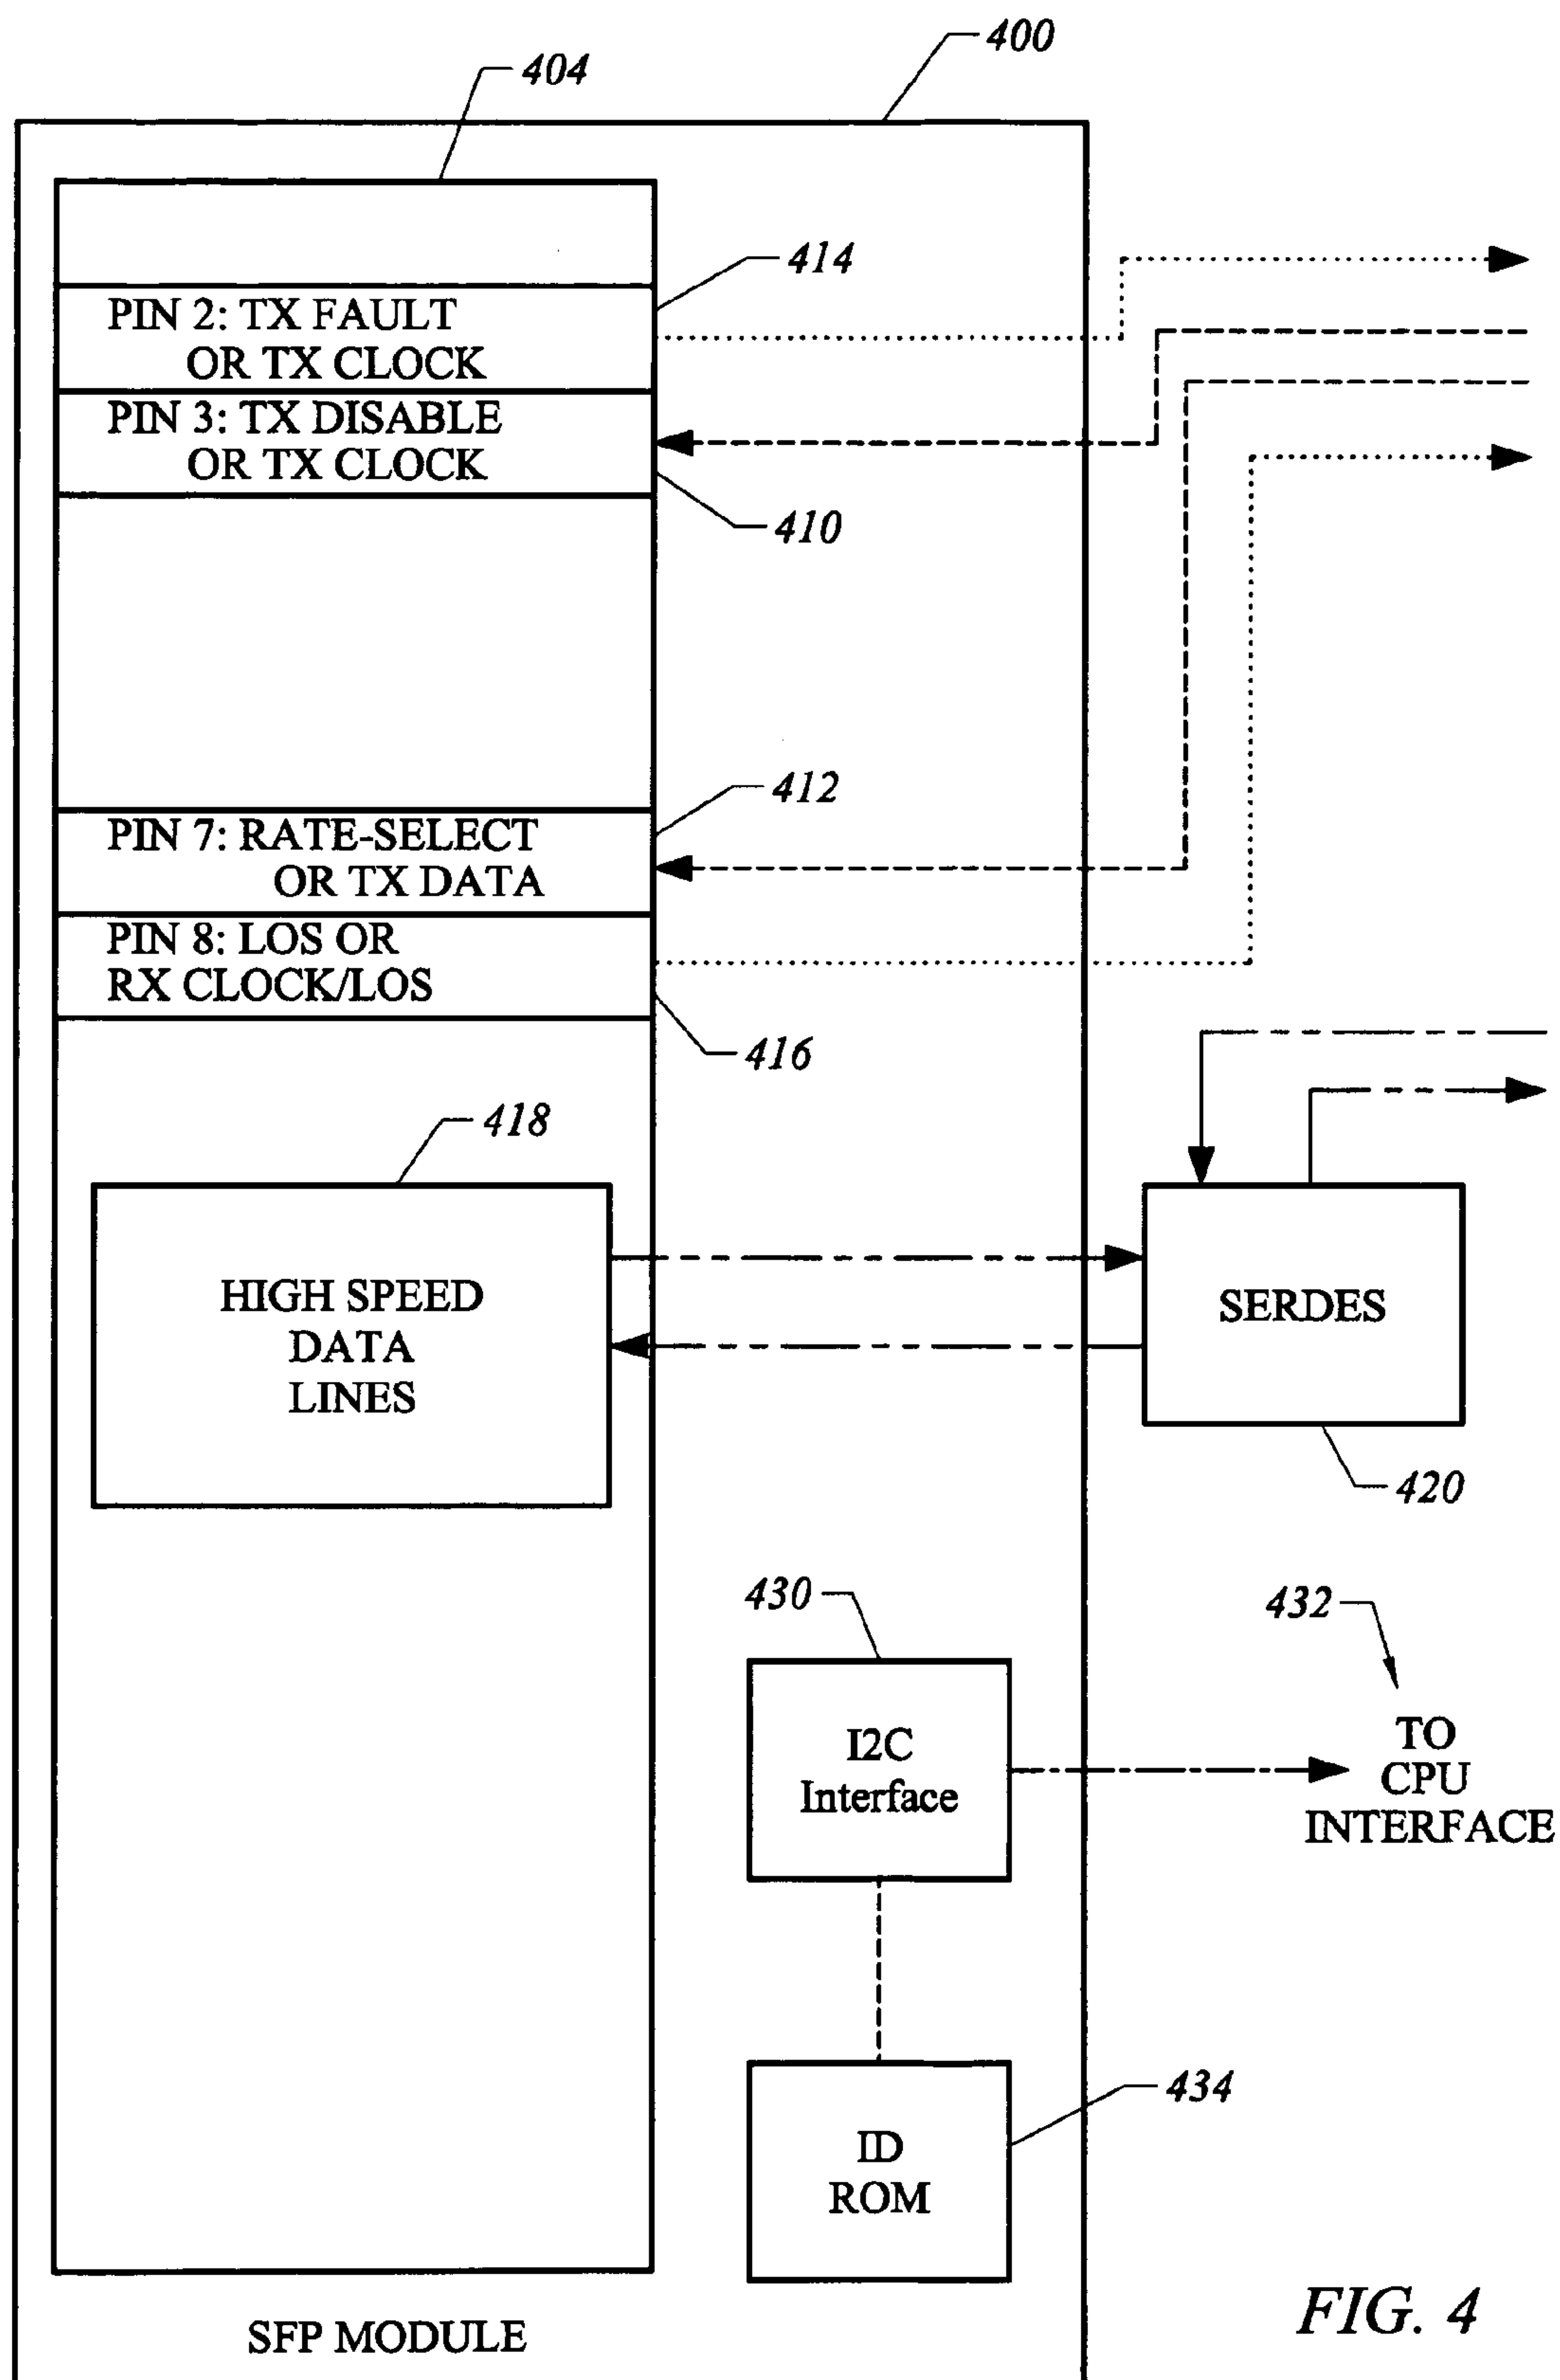 400
404
414
PIN 2: TX FAULT
OR TX CLOCK
PIN 3: TX DISABLE
OR TX CLOCK
410
412
PIN 7: RATE-SELECT
OR TX DATA
PIN 8: LOS OR
RX CLOCK/LOS
416
418
HIGH SPEED
DATA
LINES
SERDES
420
430
432
I2C
Interface
TO
CPU
INTERFACE
434
ID
ROM
SFP MODULE
FIG. 4